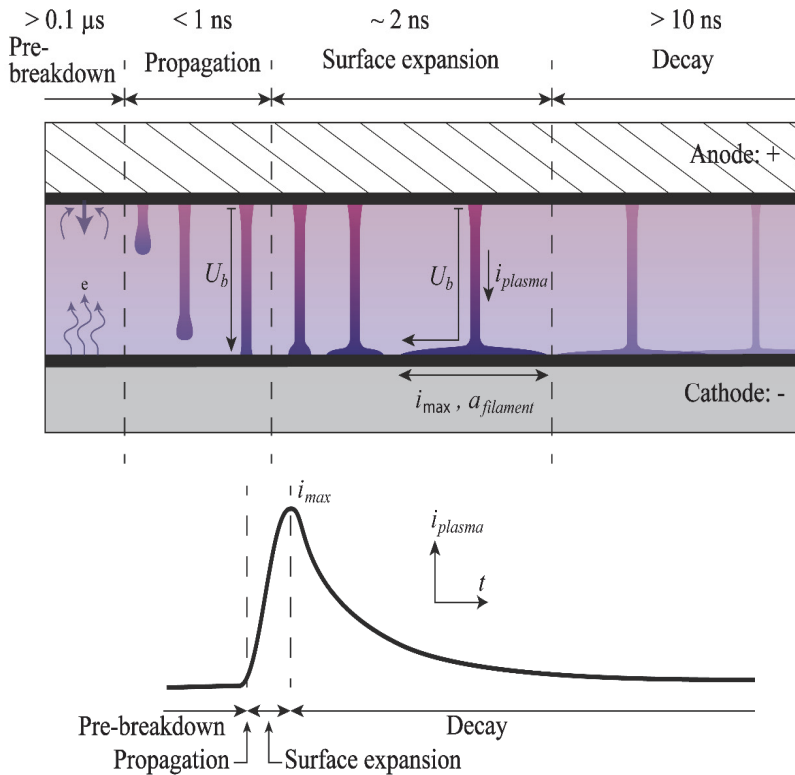 > 0.1 μs < 1 ns ~ 2 ns > 10 ns
Pre-
breakdown Propagation Surface expansion Decay
Anode: +
U_b U_b i_plasma
e
i_max , a_filament Cathode: -
i_max
i_plasma
t
Pre-breakdown Decay
Propagation Surface expansion